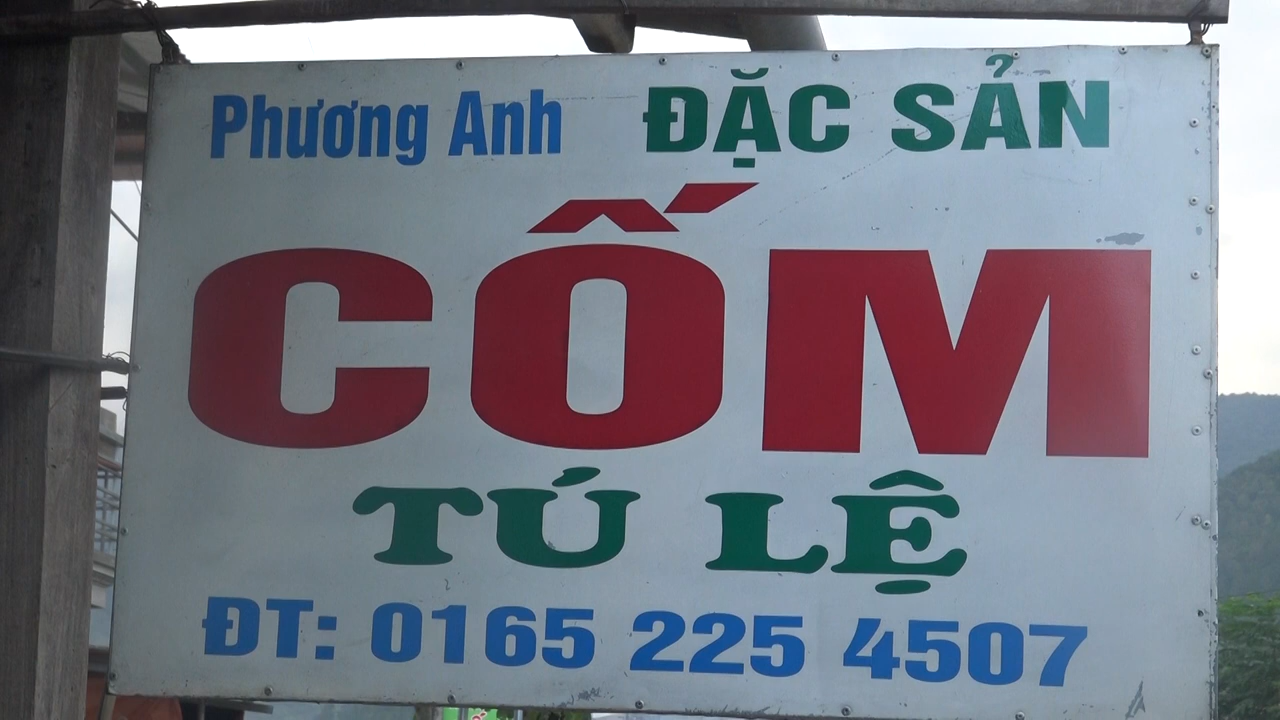 Phương Anh ĐẶC SẢN
CỐM
TÚ LỆ
ĐT: 0165 225 4507